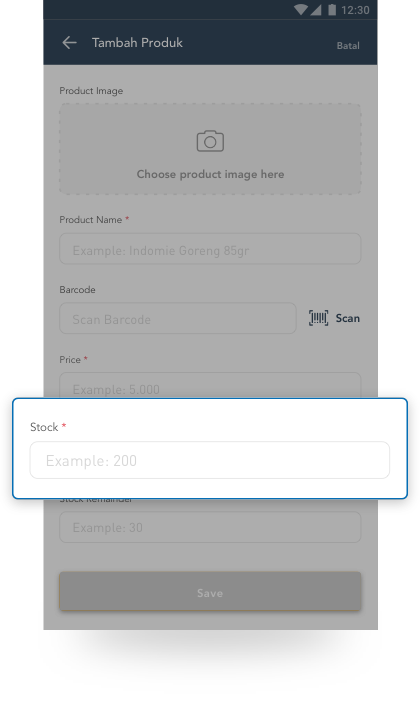 12:30
Tambah Produk
Batal
Product Image
Choose product image here
Product Name *
Example: Indomie Goreng 85gr
Barcode
Scan Barcode
Scan
Price *
Example: 5.000
Stock *
Example: 200
Stock Remainder
Example: 30
Save